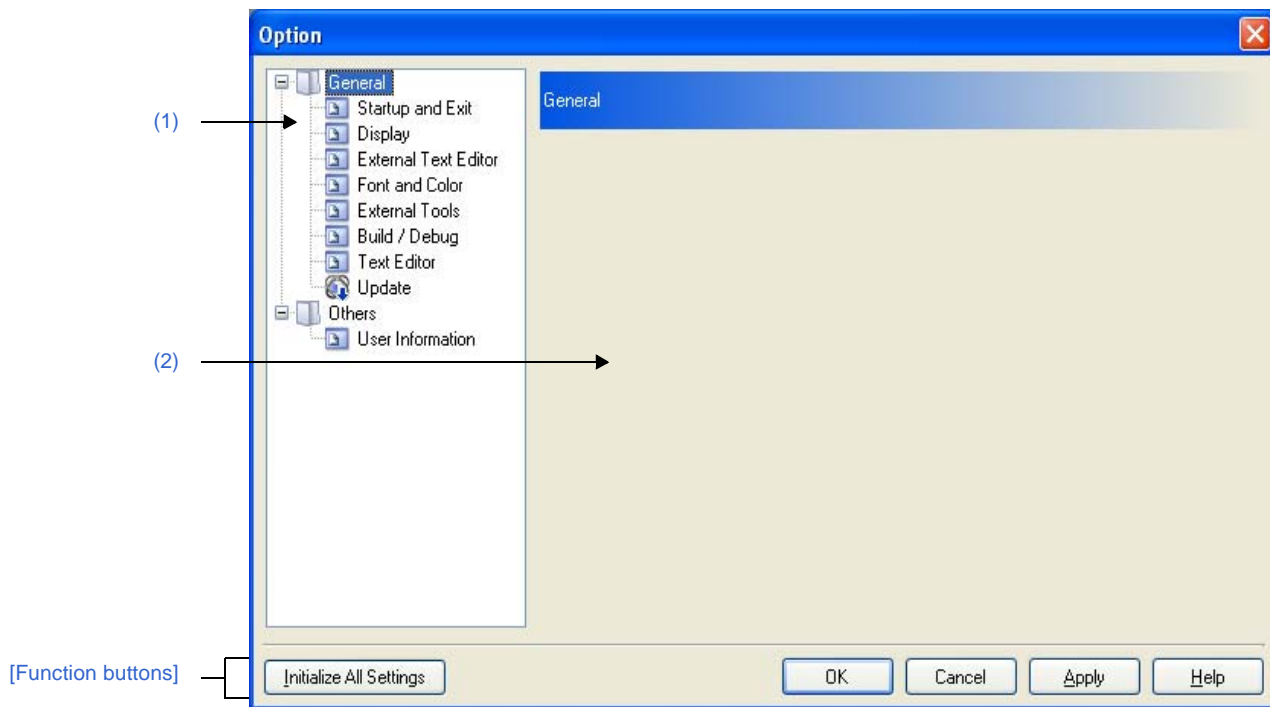 Option
General
General
(1)
Startup and Exit
Display
External Text Editor
Font and Color
External Tools
Build / Debug
Text Editor
Update
Others
User Information
(2)
[Function buttons]
Initialize All Settings
OK
Cancel
Apply
Help